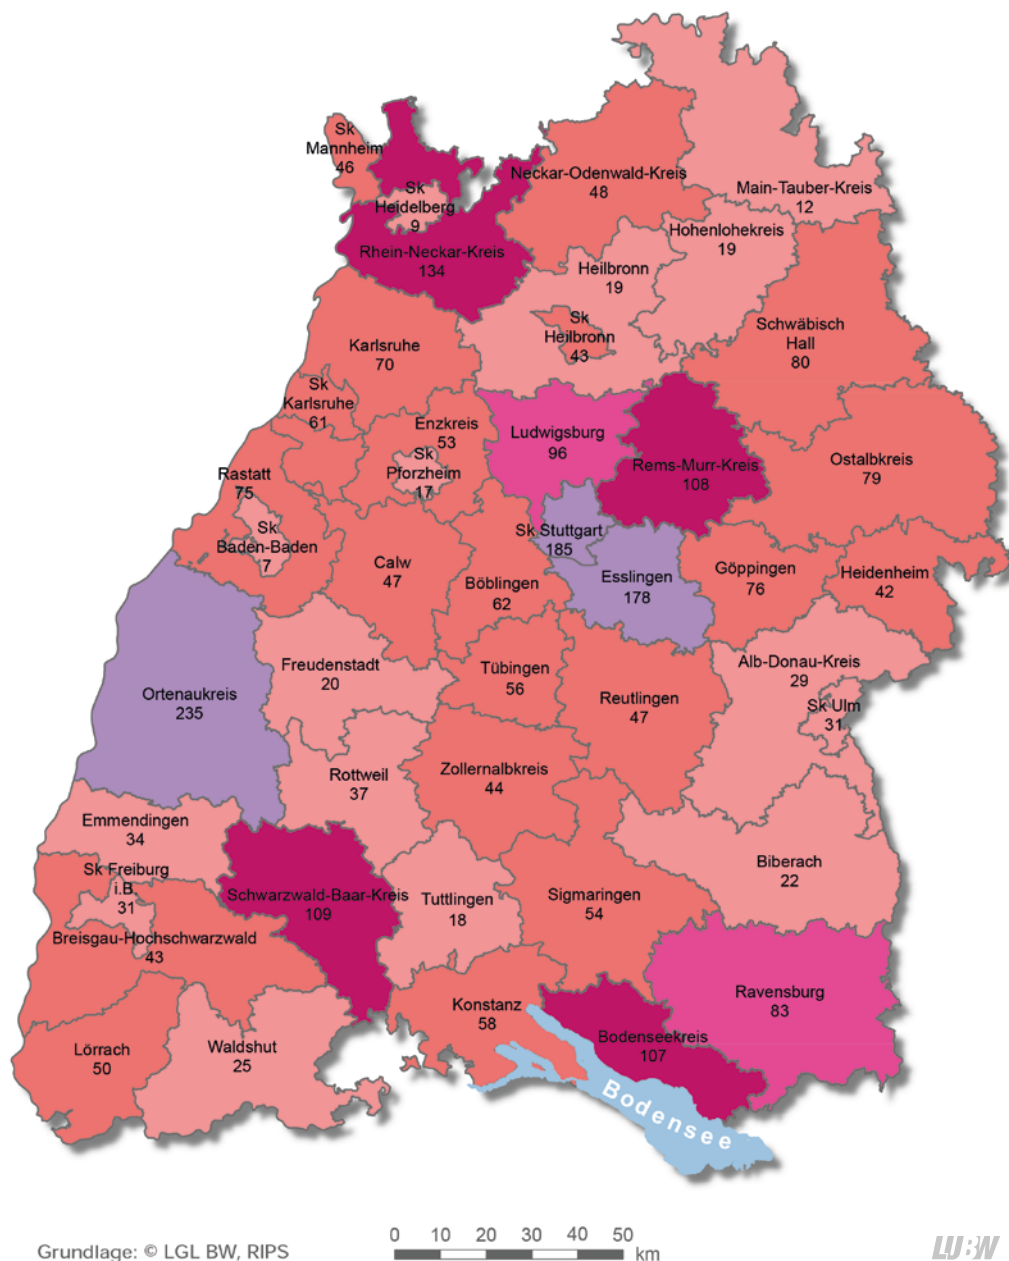 Sk
Mannheim
46
Neckar-Odenwald-Kreis
48
Main-Tauber-Kreis
12
Sk
Heidelberg
9
Rhein-Neckar-Kreis
134
Hohenlohekreis
19
Heilbronn
19
Sk
Heilbronn
43
Schwäbisch
Hall
80
Karlsruhe
70
Sk
Karlsruhe
61
Enzkreis
53
Sk
Pforzheim
17
Ludwigsburg
96
Rems-Murr-Kreis
108
Ostalbkreis
79
Rastatt
75
Sk
Baden-Baden
7
Calw
47
Böblingen
62
Sk Stuttgart
185
Esslingen
178
Göppingen
76
Heidenheim
42
Ortenaukreis
235
Freudenstadt
20
Tübingen
56
Reutlingen
47
Alb-Donau-Kreis
29
Sk Ulm
31
Rottweil
37
Zollernalbkreis
44
Emmendingen
34
Sk Freiburg
i.B.
31
Schwarzwald-Baar-Kreis
109
Tuttlingen
18
Sigmaringen
54
Biberach
22
Breisgau-Hochschwarzwald
43
Ravensburg
83
Konstanz
58
Bodenseekreis
107
Lörrach
50
Waldshut
25
Bodensee
Grundlage: © LGL BW, RIPS
0 10 20 30 40 50
km
LUBW